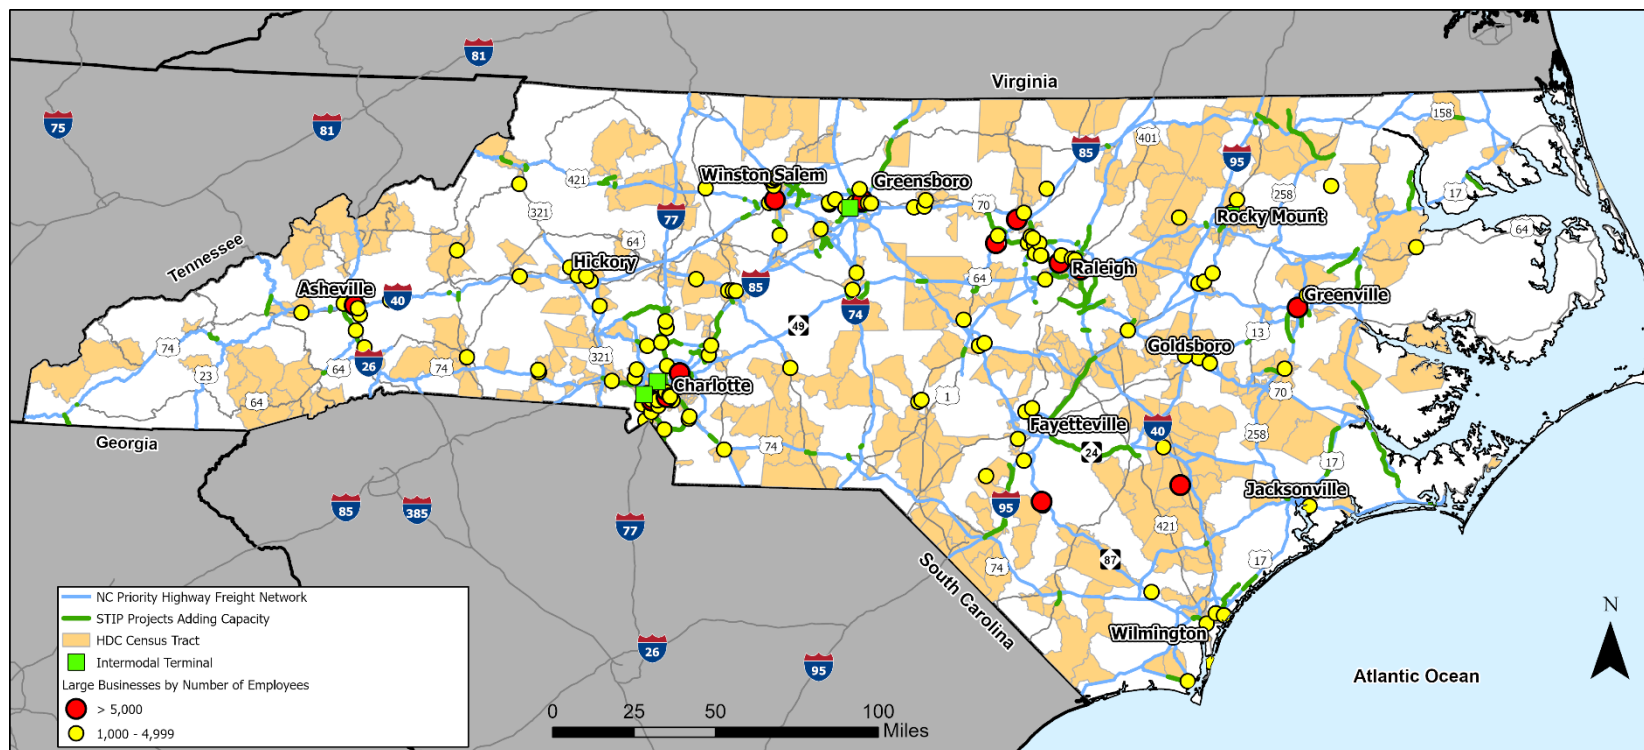 81
Virginia
75
81
158
401
85
95
421
Winston Salem
Greensboro
258
17
321
77
70
Rocky Mount
64
Tennessee
64
Hickory
Raleigh
64
85
Asheville
40
Greenville
74
49
13
Goldsboro
74
321
23
64
26
74
Charlotte
70
64
1
Georgia
Fayetteville
40
258
74
24
17
Jacksonville
95
85
385
77
421
87
17
74
South Carolina
NC Priority Highway Freight Network
STIP Projects Adding Capacity
HDC Census Tract
Intermodal Terminal
Large Businesses by Number of Employees
> 5,000
1,000 - 4,999
Wilmington
N
26
95
Atlantic Ocean
0 25 50 100
Miles